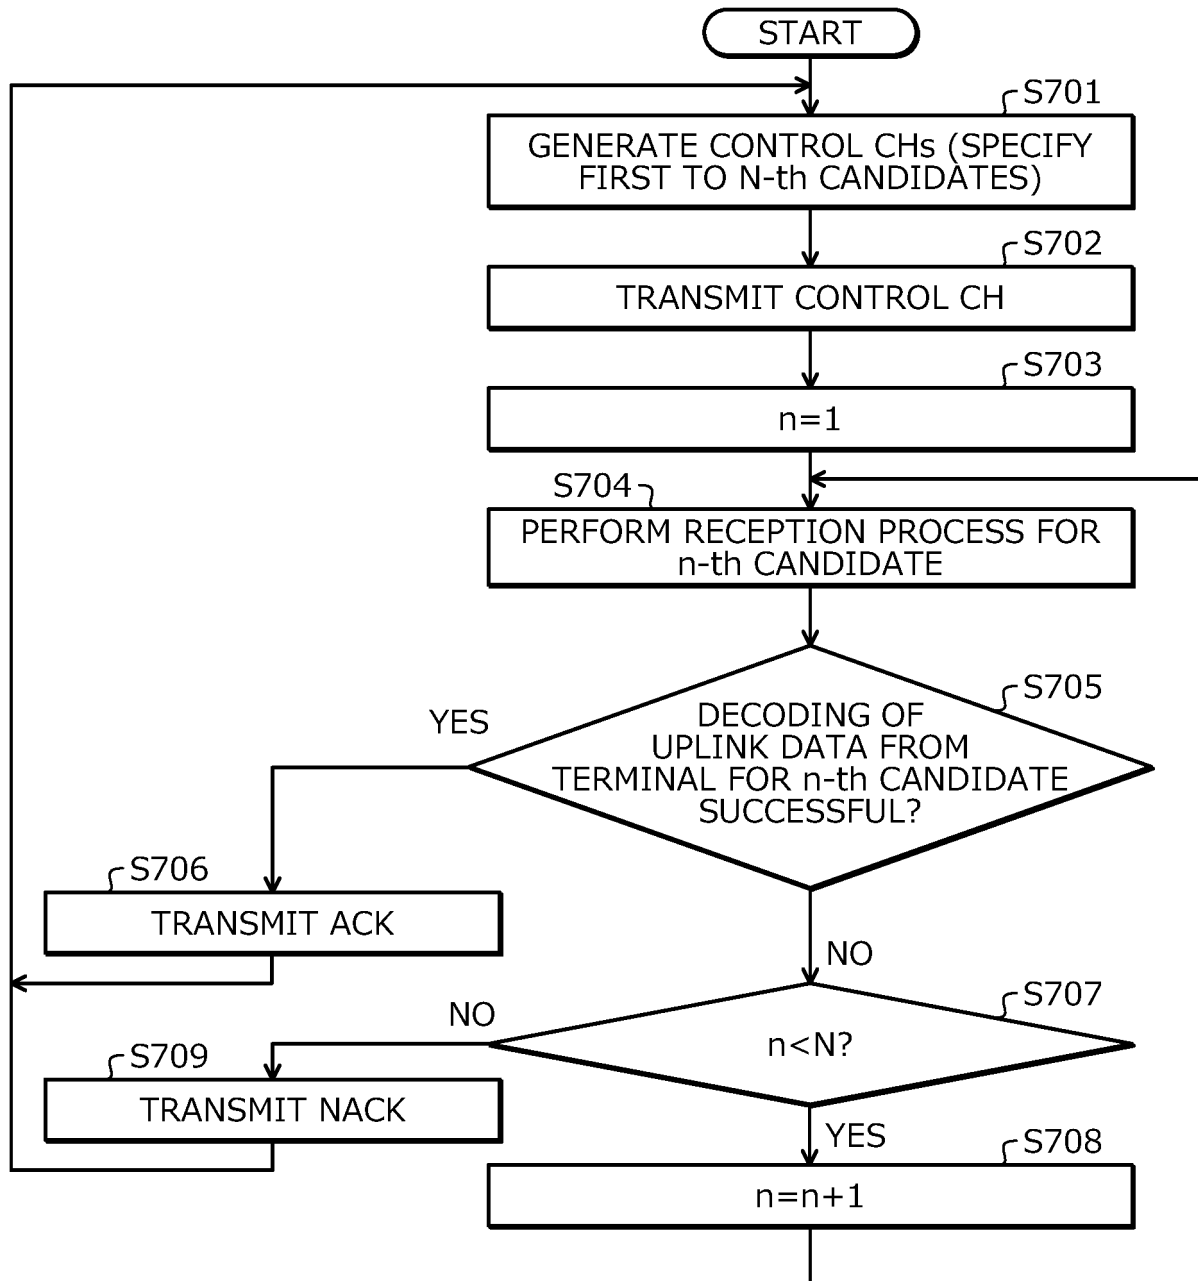 START
S701
GENERATE CONTROL CHs (SPECIFY
FIRST TO N-th CANDIDATES)
S702
TRANSMIT CONTROL CH
S703
n=1
S704
PERFORM RECEPTION PROCESS FOR
n-th CANDIDATE
S705
YES
DECODING OF
UPLINK DATA FROM
TERMINAL FOR n-th CANDIDATE
SUCCESSFUL?
S706
TRANSMIT ACK
NO
S707
NO
n<N?
S709
TRANSMIT NACK
YES
S708
n=n+1